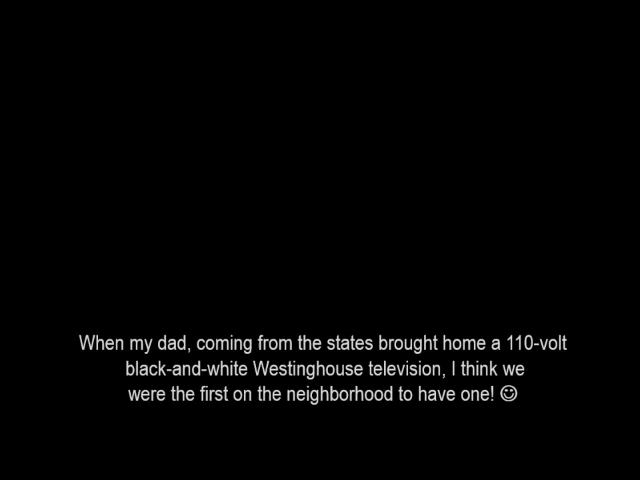 When my dad, coming from the states brought home a 110-volt
black-and-white Westinghouse television, I think we
were the first on the neighborhood to have one! ☺